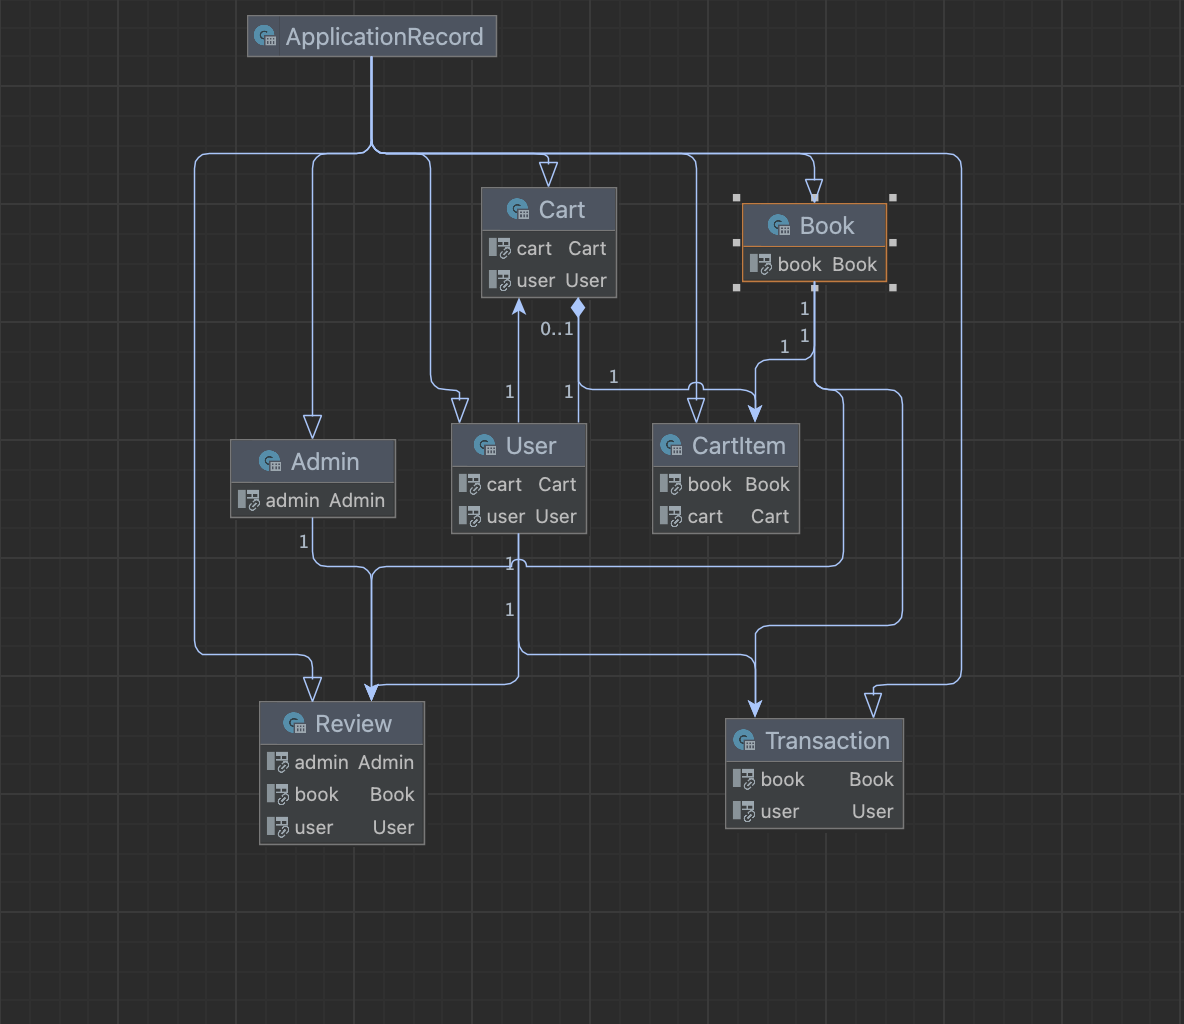 ApplicationRecord
Cart
cart Cart
user User
Book
book Book
1
0..1
1
1
1
1
1
User
cart Cart
user User
CartItem
book Book
cart Cart
Admin
admin Admin
1
1
1
Review
admin Admin
book Book
user User
Transaction
book Book
user User